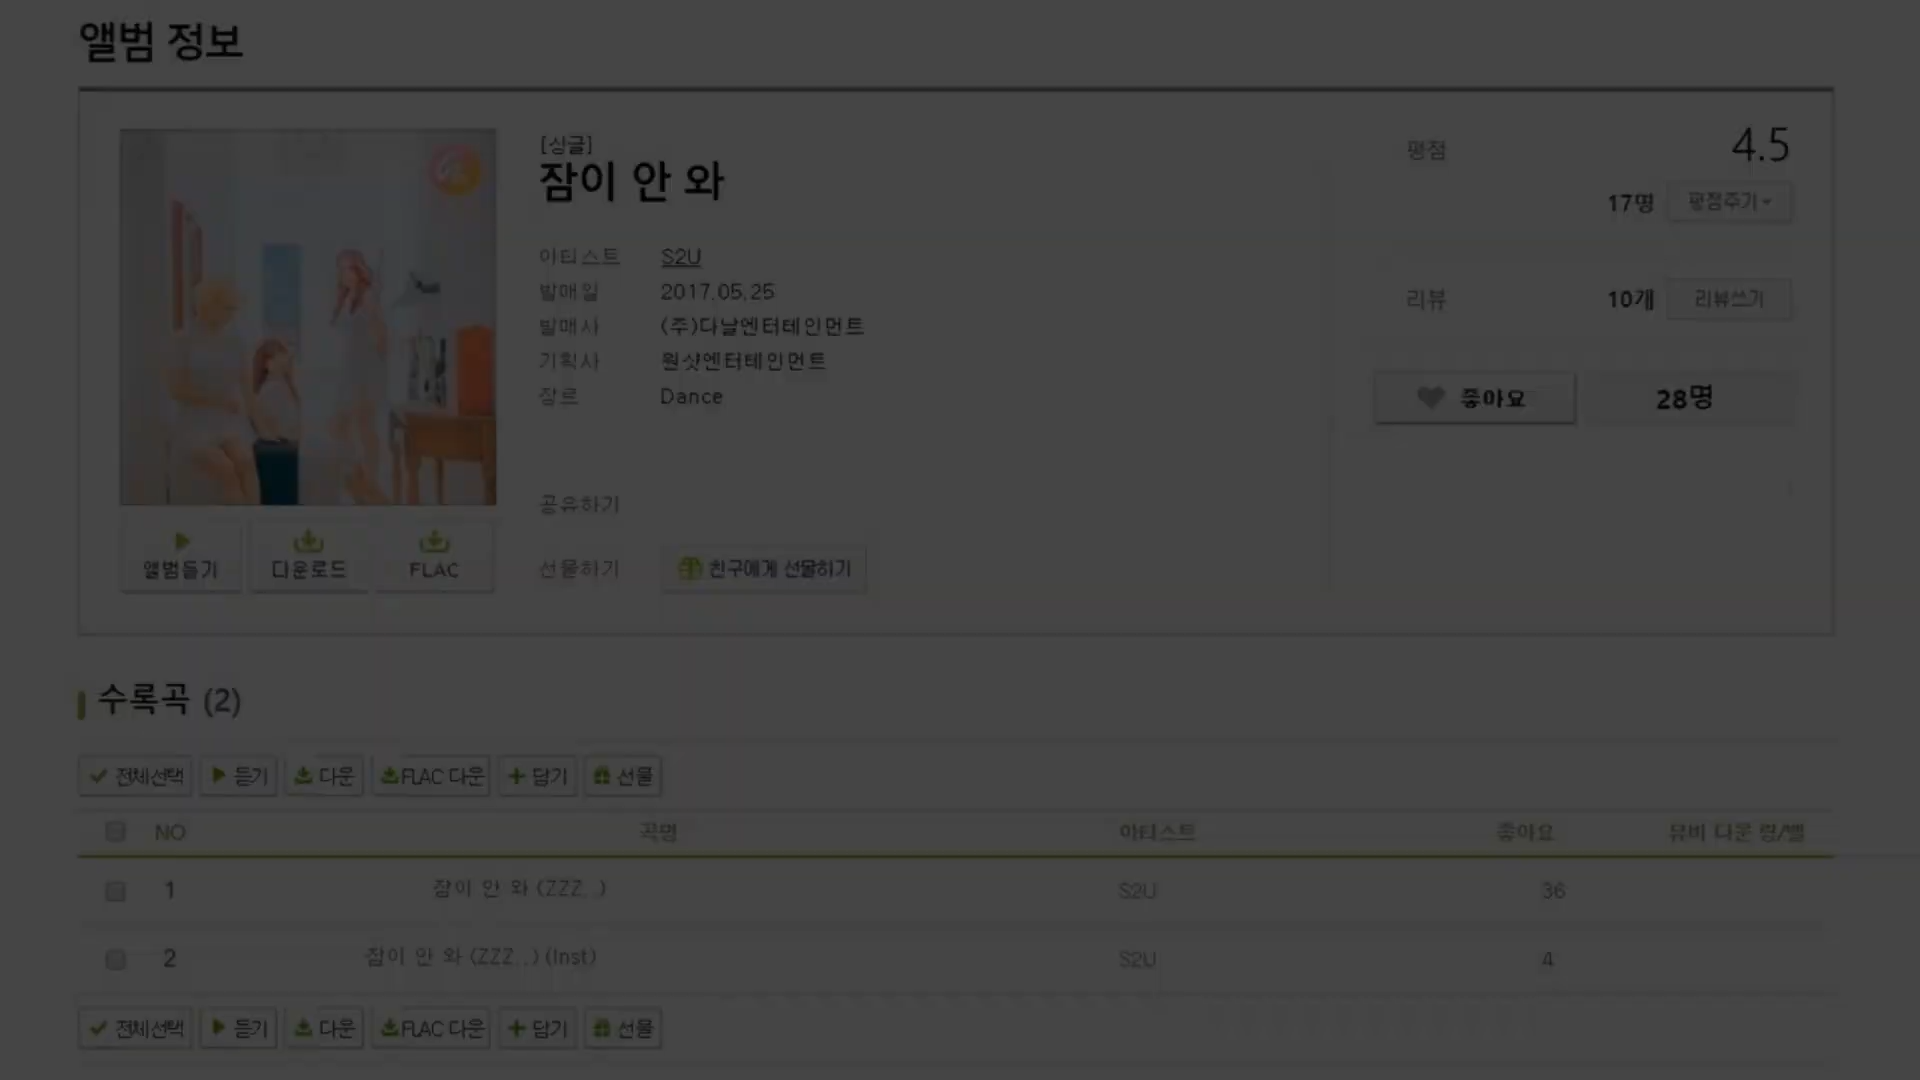 앨범 정보
[싱글]
잠이 안 와
아티스트 S2U
발매일 2017.05.25
발매사 (주)다날엔터테인먼트
기획사 원샷엔터테인먼트
장르 Dance
공유하기
선물하기 친구에게 선물하기
평점 4.5
17명 평점주기
리뷰 10개 리뷰쓰기
좋아요 28명
앨범듣기 다운로드 FLAC
수록곡 (2)
전체선택 듣기 다운 FLAC 다운 담기 선물
NO 곡명 아티스트 좋아요 뮤비 다운 링/벨
1 잠이 안 와 (ZZZ...) S2U 36
2 잠이 안 와 (ZZZ...) (Inst) S2U 4
전체선택 듣기 다운 FLAC 다운 담기 선물